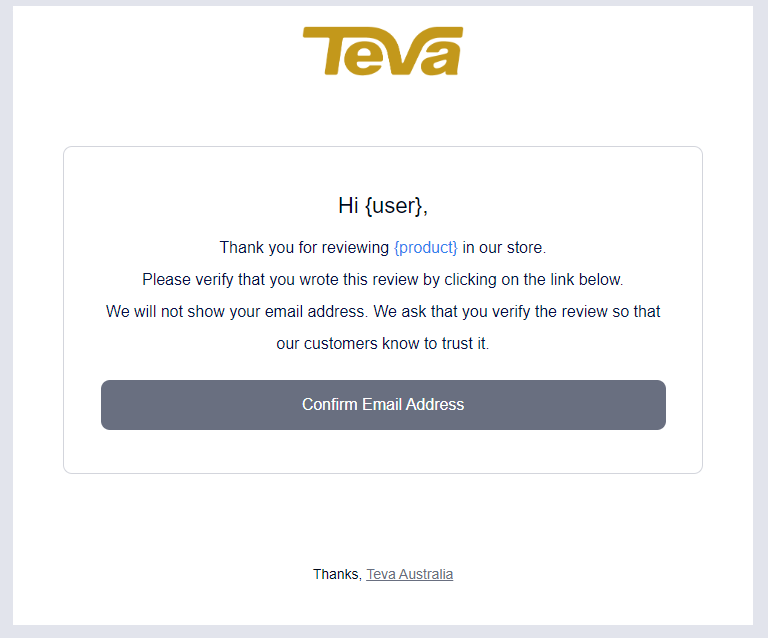 Teva
Hi {user},
Thank you for reviewing {product} in our store.
Please verify that you wrote this review by clicking on the link below.
We will not show your email address. We ask that you verify the review so that
our customers know to trust it.
Confirm Email Address
Thanks, Teva Australia